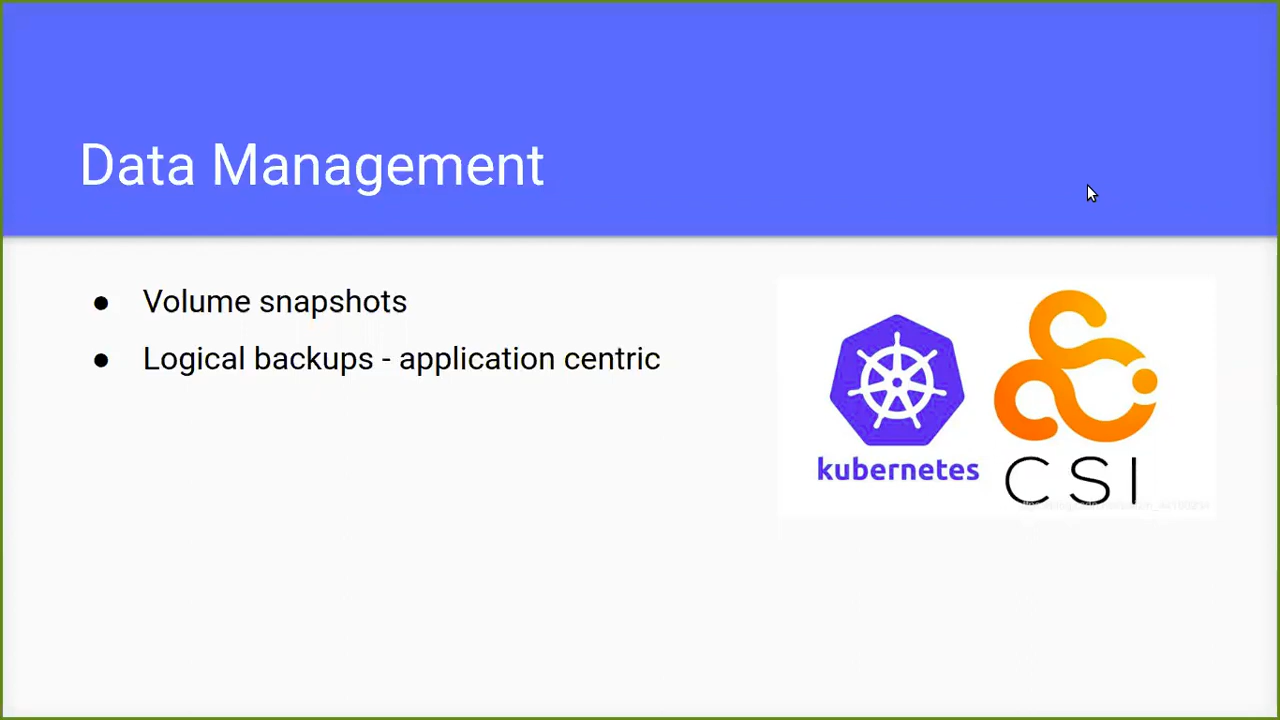 Data Management
● Volume snapshots
● Logical backups - application centric
kubernetes
CSI